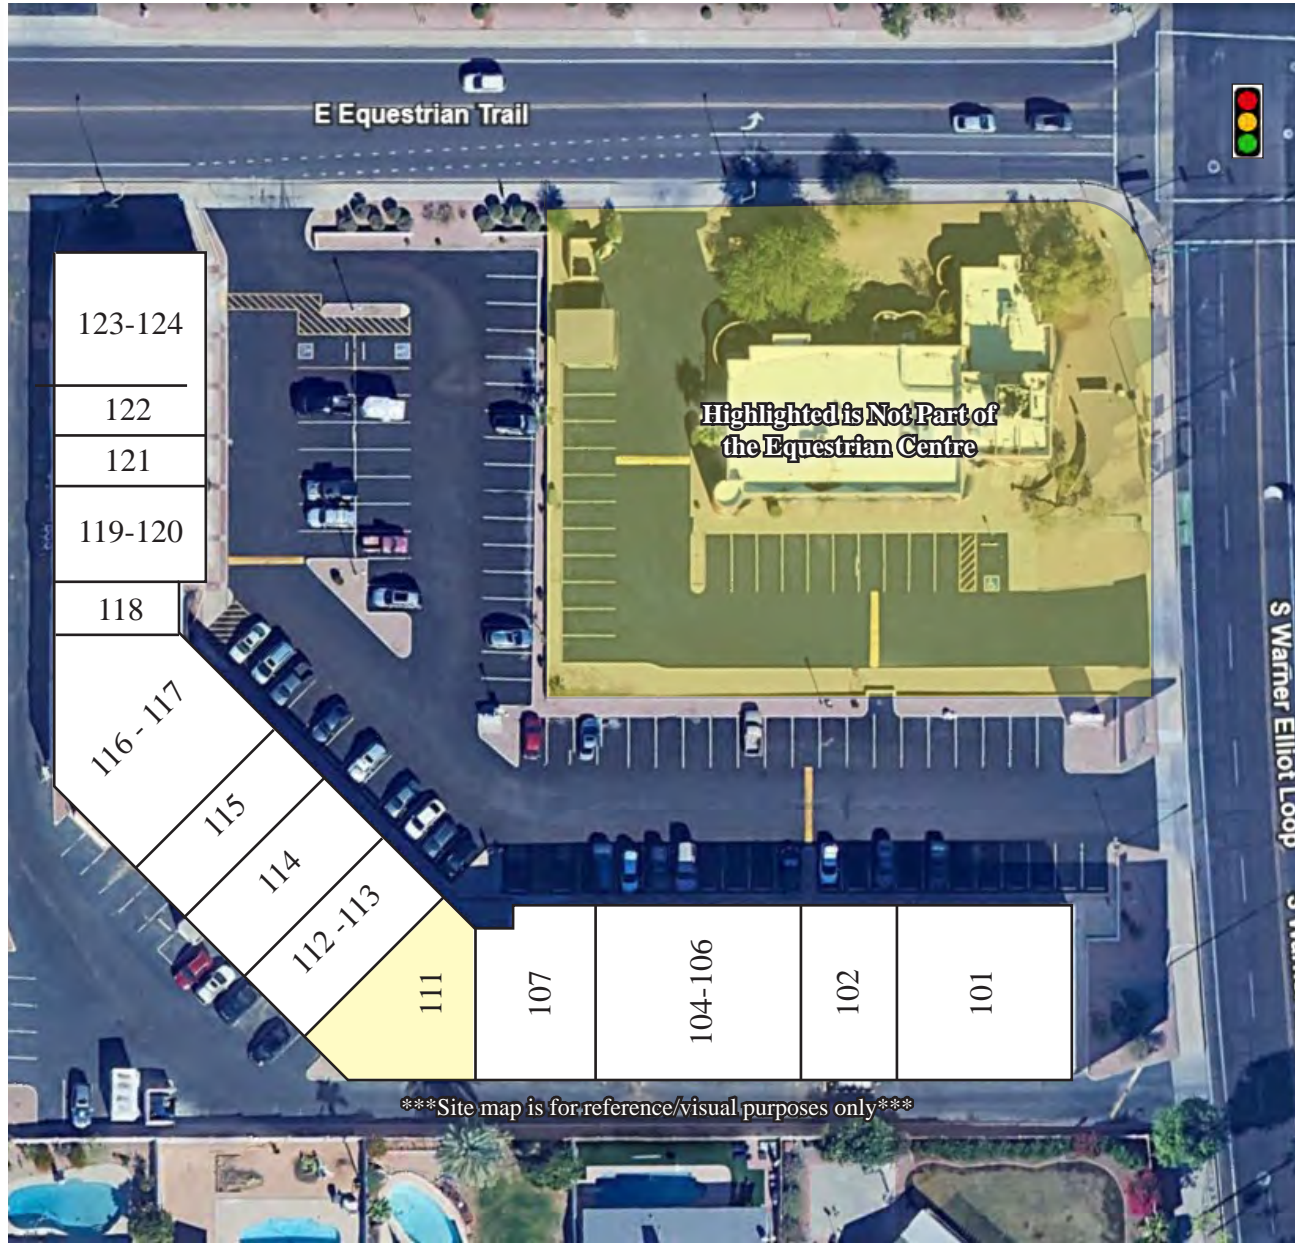 E Equestrian Trail
123-124
122
121
119-120
118
116 - 117
115
114
112 -113
111
107
104-106
102
101
Highlighted is Not Part of
the Equestrian Centre
S Warner Elliot Loop
***Site map is for reference/visual purposes only***